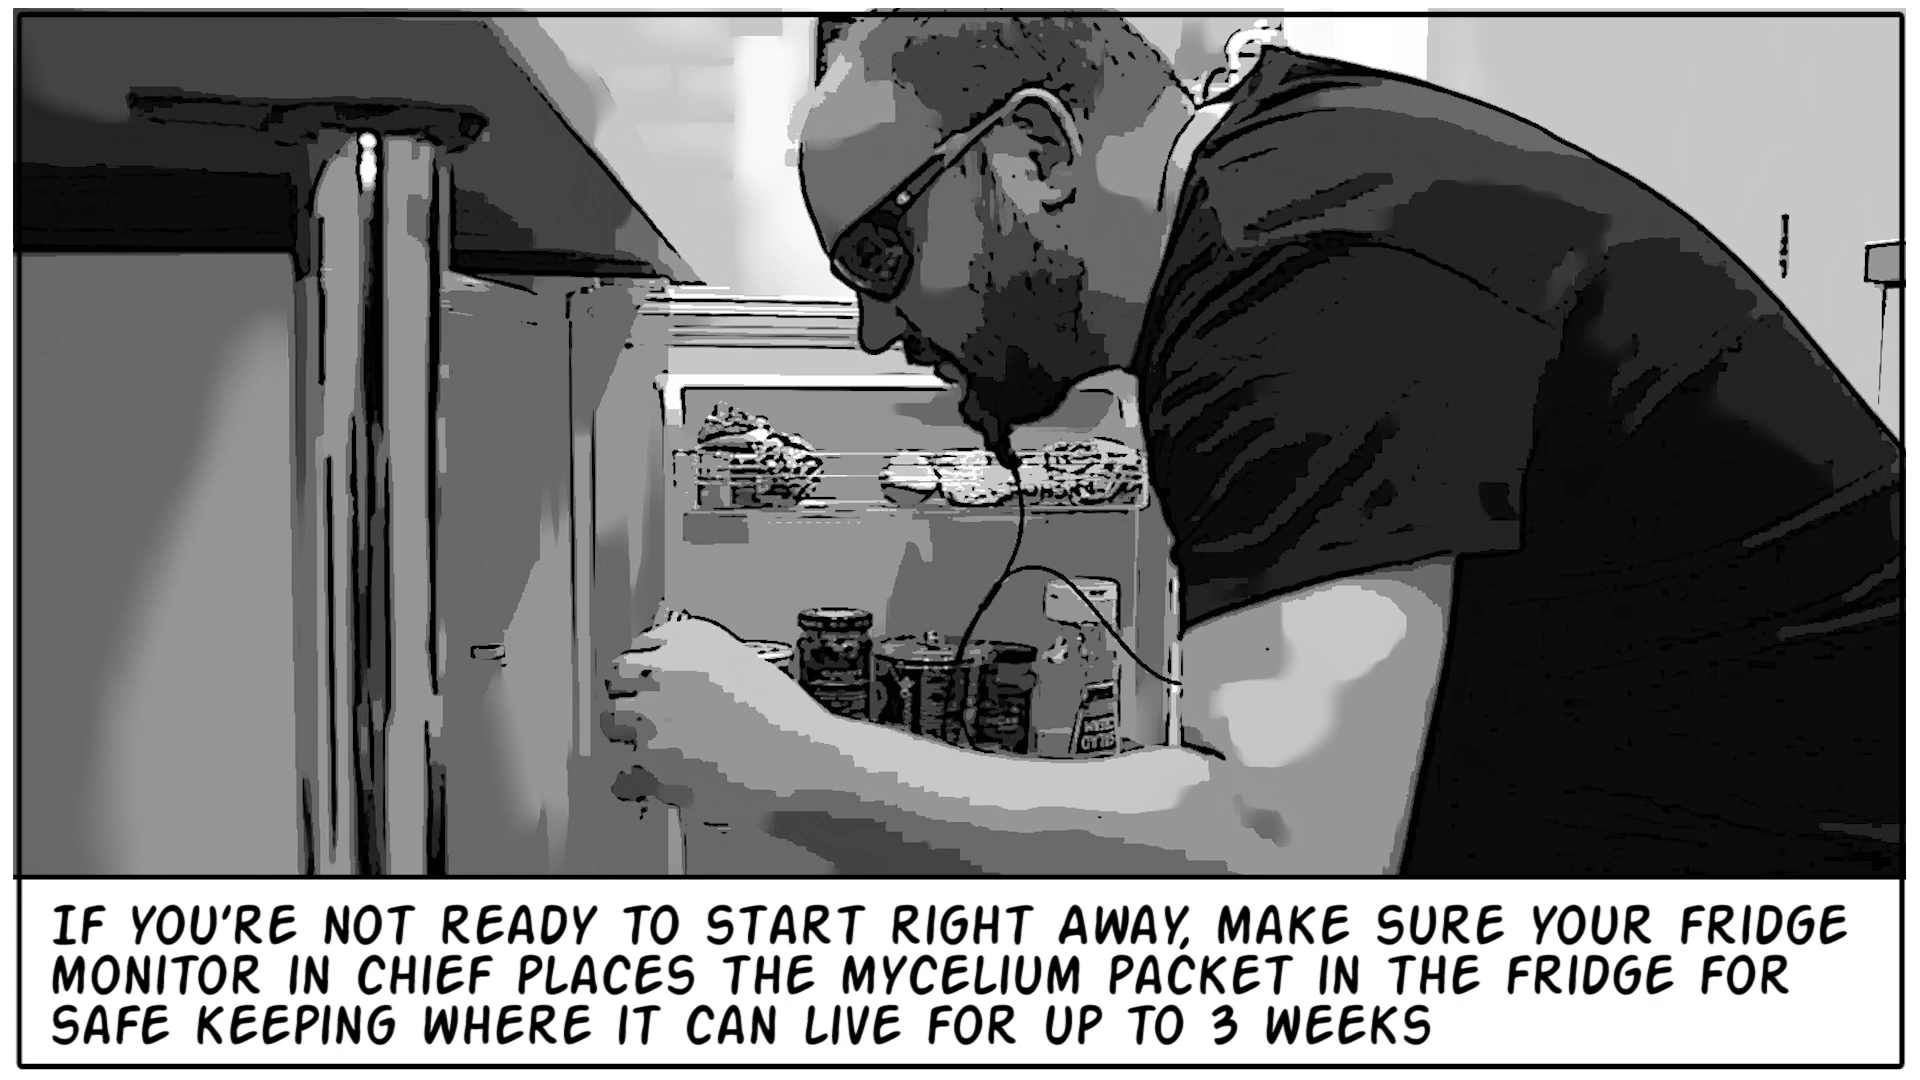 IF YOU'RE NOT READY TO START RIGHT AWAY, MAKE SURE YOUR FRIDGE
MONITOR IN CHIEF PLACES THE MYCELIUM PACKET IN THE FRIDGE FOR
SAFE KEEPING WHERE IT CAN LIVE FOR UP TO 3 WEEKS